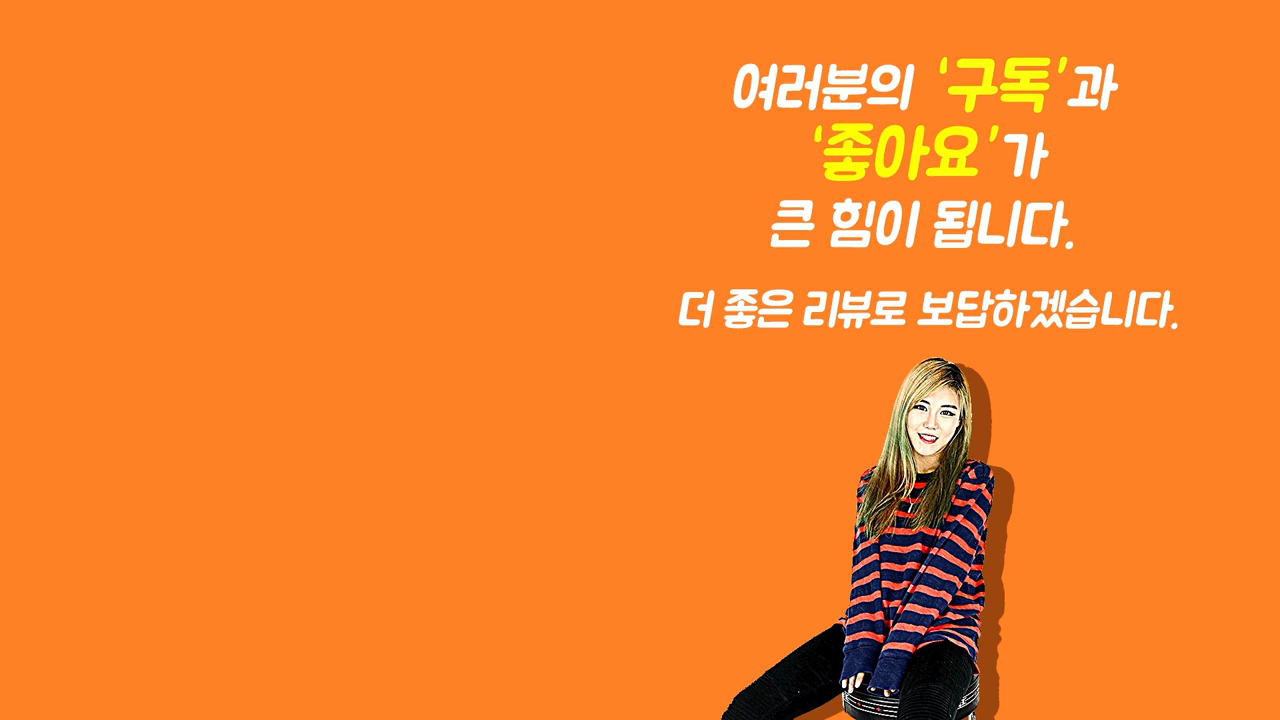 여러분의 '구독'과
'좋아요'가
큰 힘이 됩니다.
더 좋은 리뷰로 보답하겠습니다.